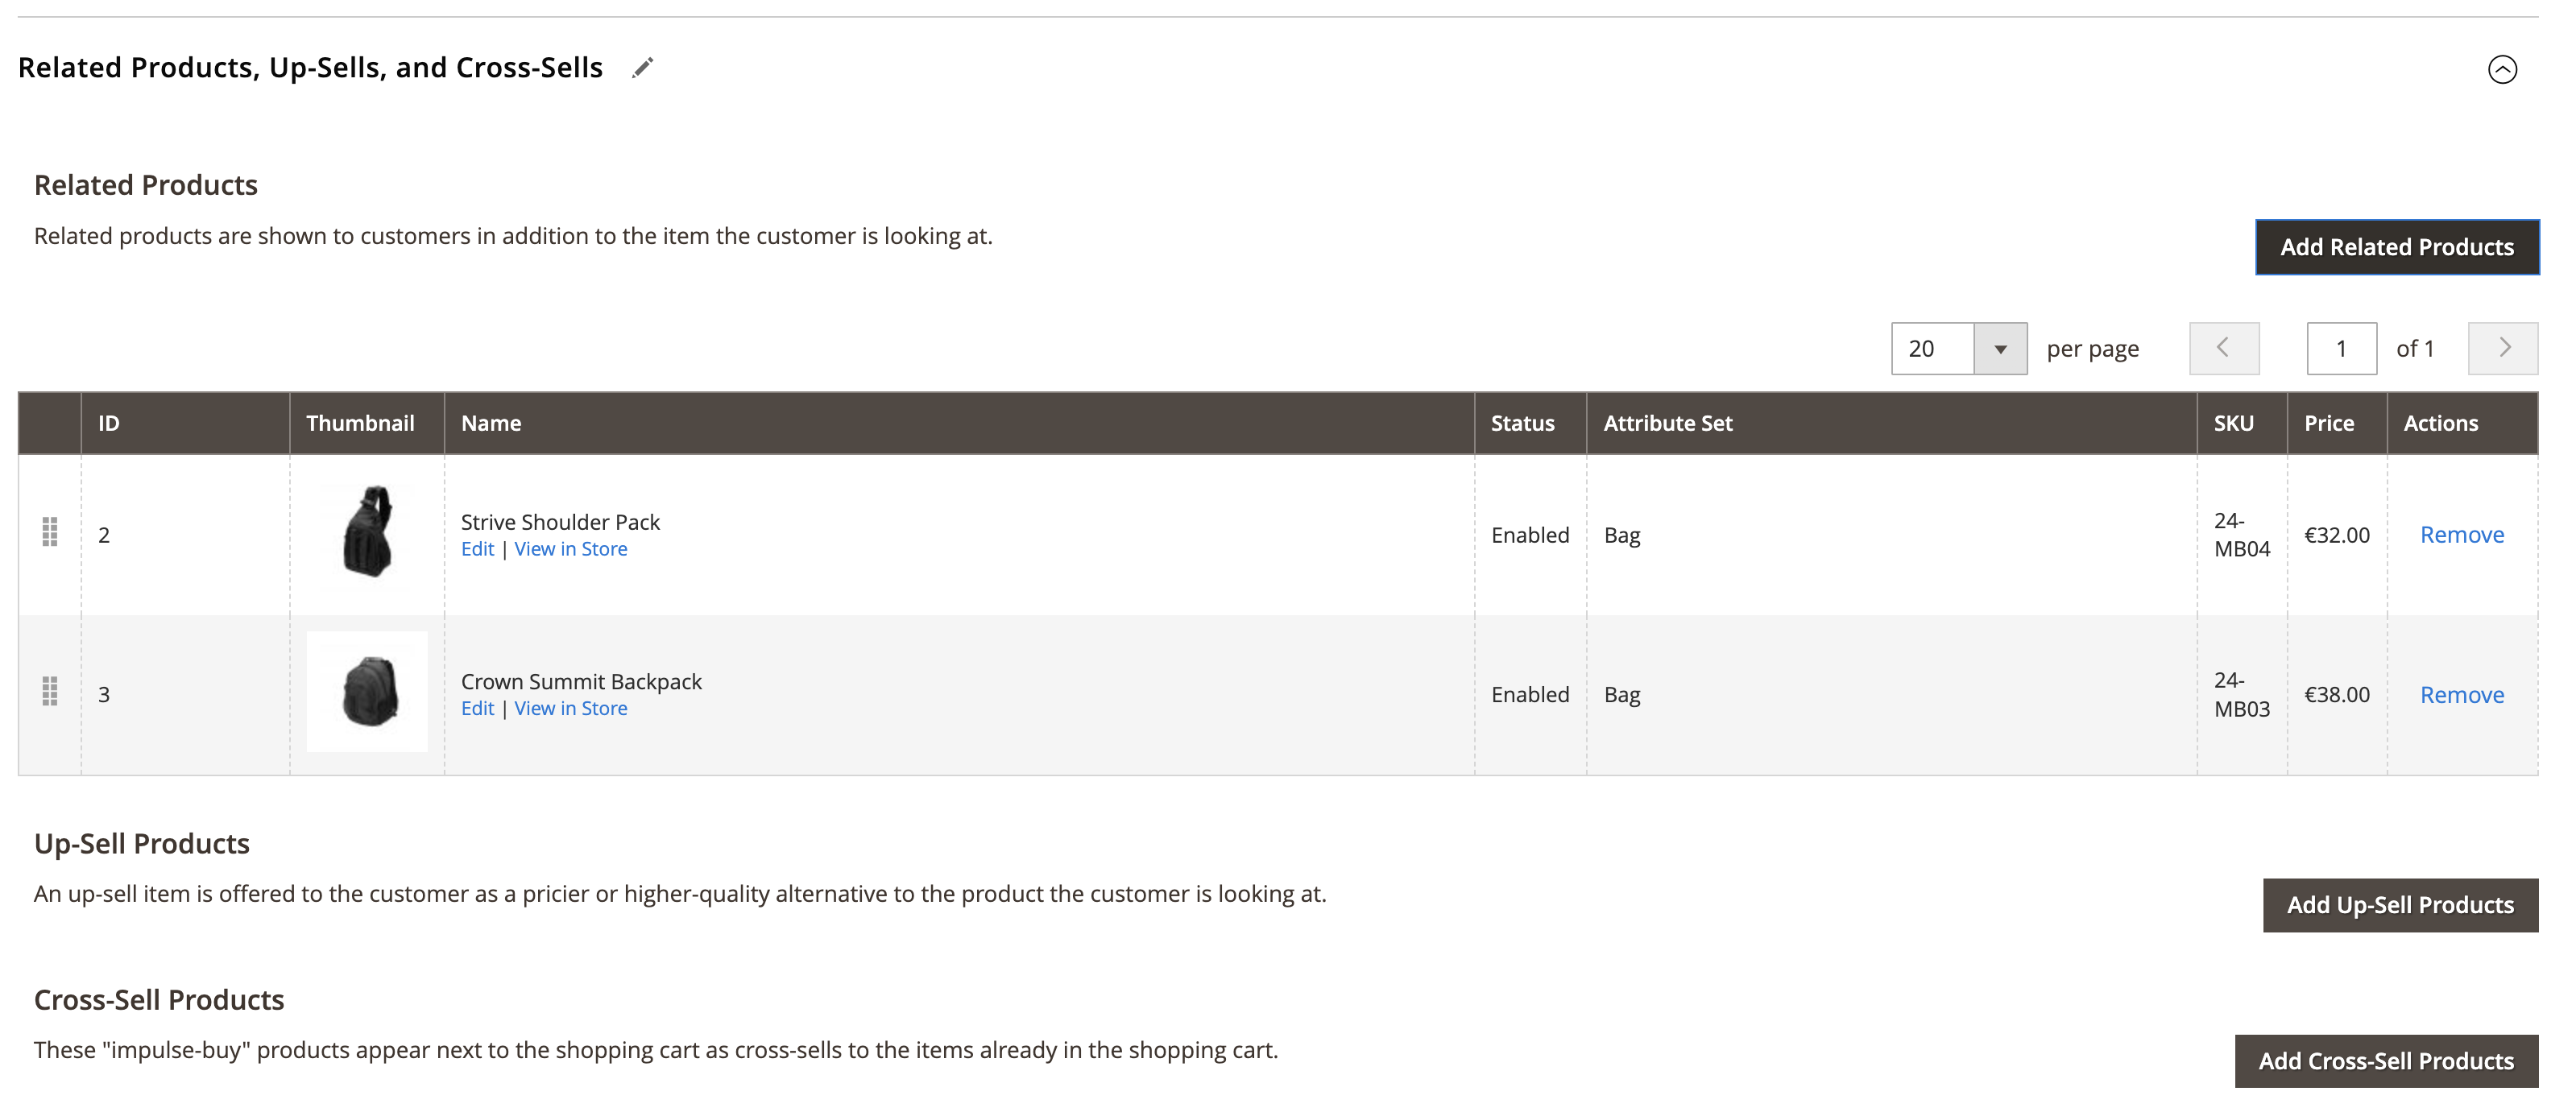 Related Products, Up-Sells, and Cross-Sells
Related Products
Related products are shown to customers in addition to the item the customer is looking at.
Add Related Products
20 per page 1 of 1
ID Thumbnail Name Status Attribute Set SKU Price Actions
2 Strive Shoulder Pack Enabled Bag 24-MB04 €32.00 Remove
Edit | View in Store
3 Crown Summit Backpack Enabled Bag 24-MB03 €38.00 Remove
Edit | View in Store
Up-Sell Products
An up-sell item is offered to the customer as a pricier or higher-quality alternative to the product the customer is looking at.
Add Up-Sell Products
Cross-Sell Products
These "impulse-buy" products appear next to the shopping cart as cross-sells to the items already in the shopping cart.
Add Cross-Sell Products